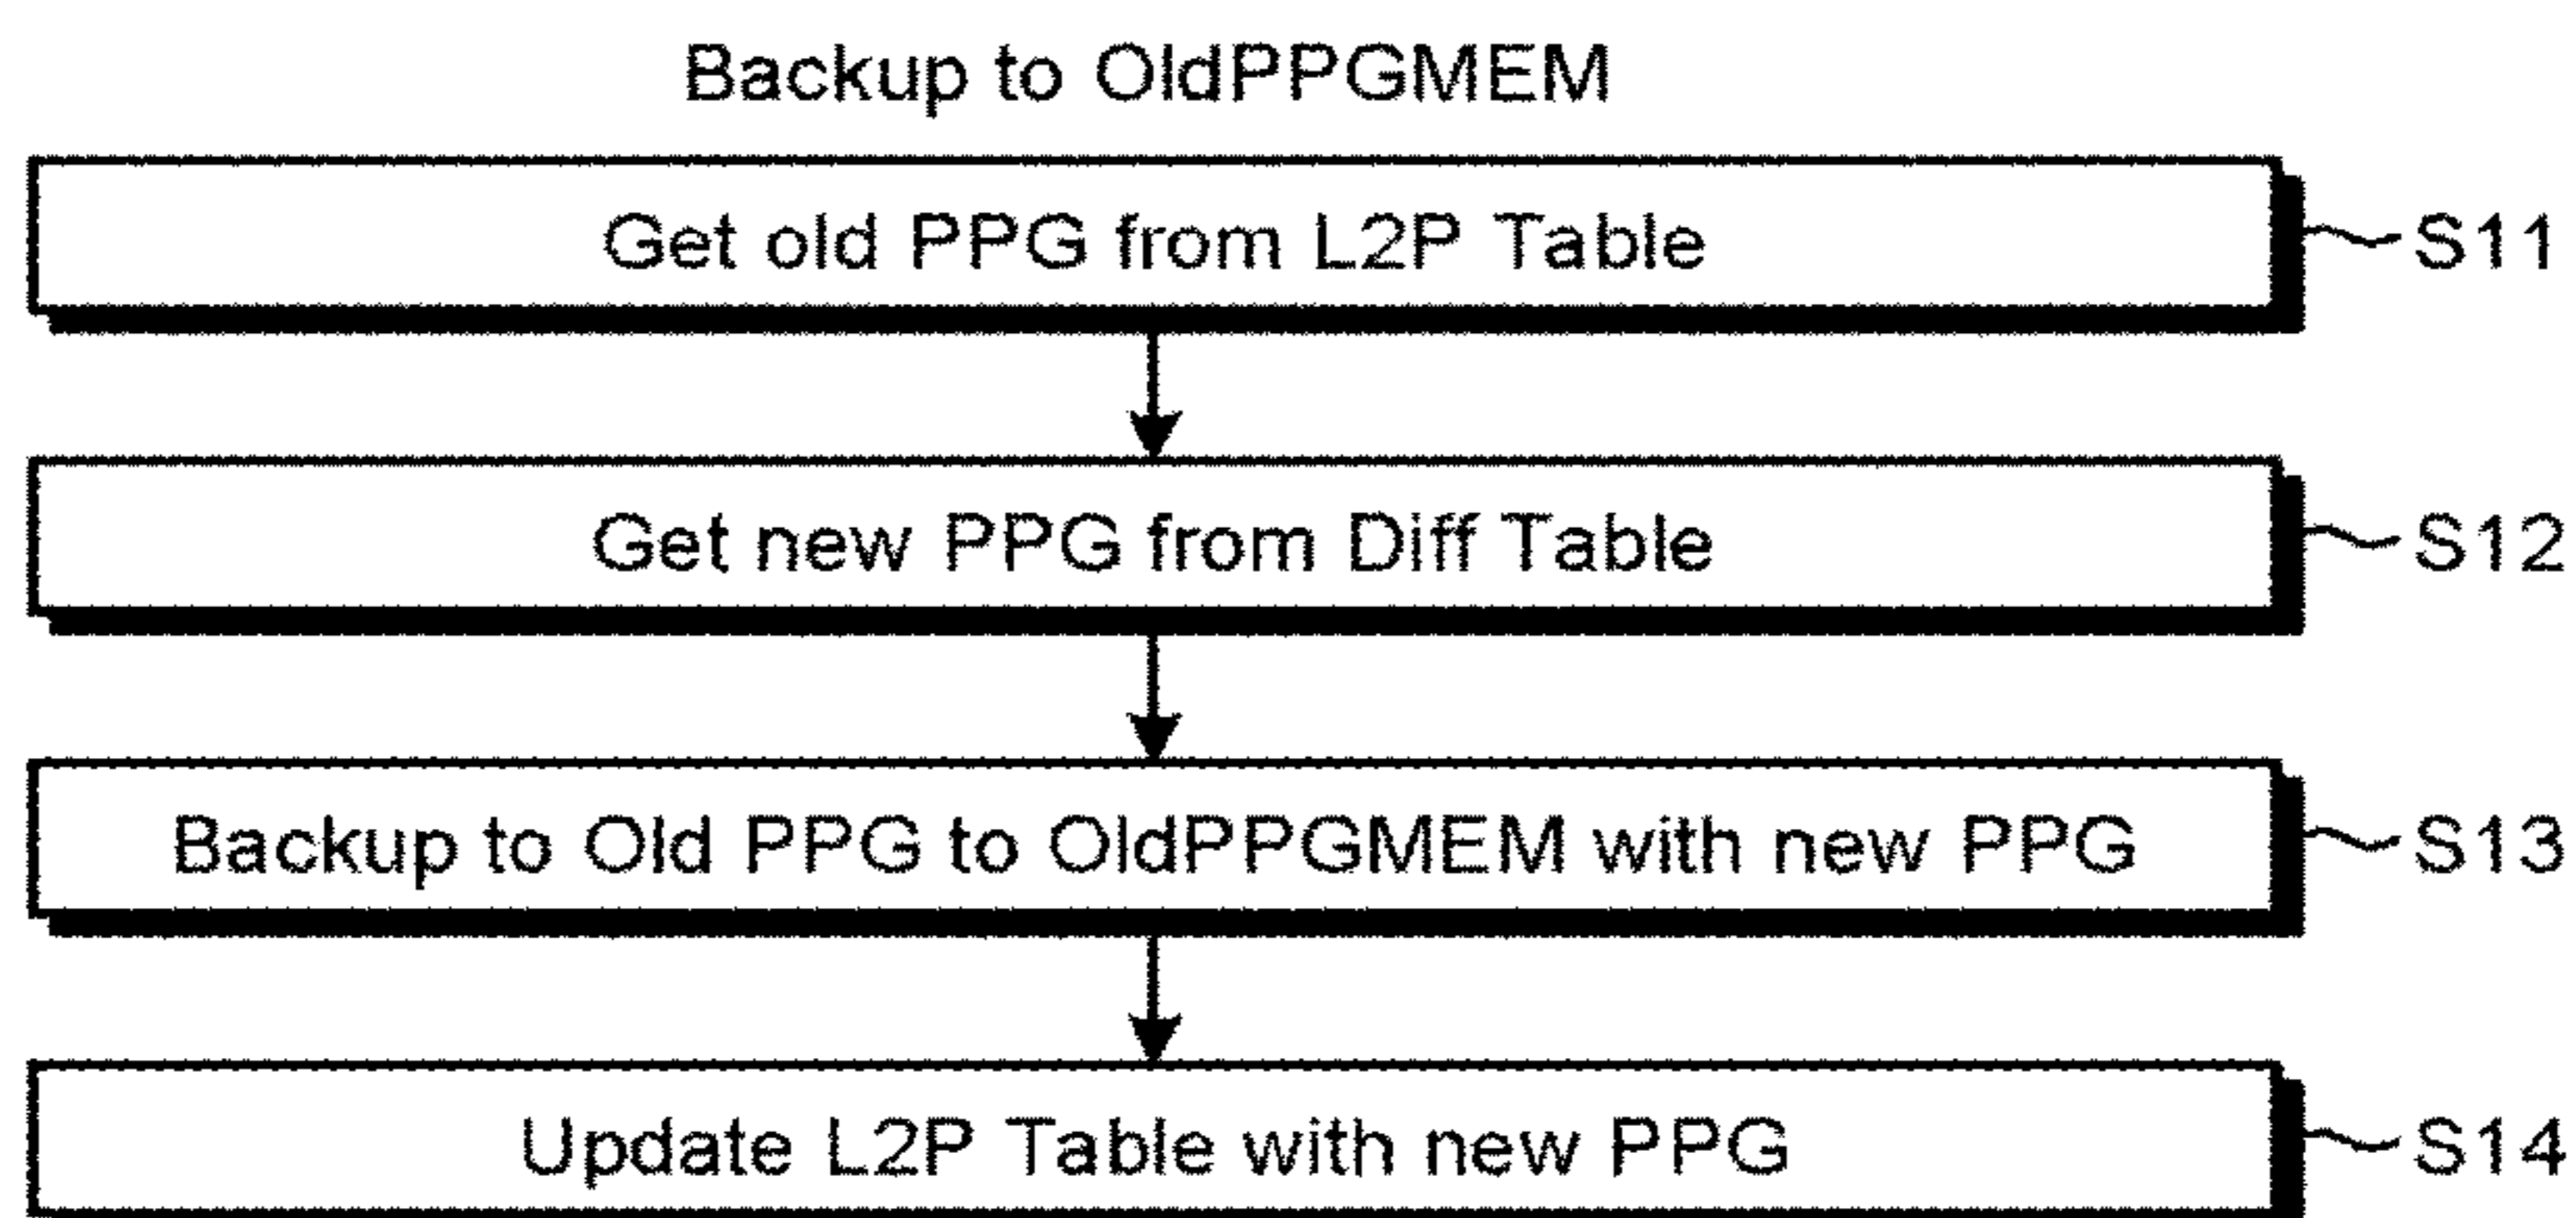 Backup to OldPPGMEM
Get old PPG from L2P Table
S11
Get new PPG from Diff Table
S12
Backup to Old PPG to OldPPGMEM with new PPG
S13
Update L2P Table with new PPG
S14